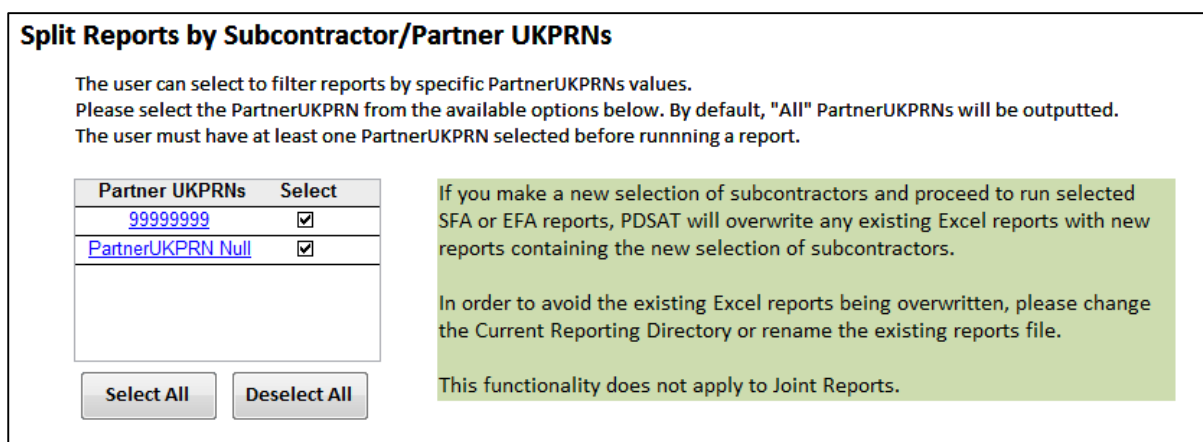 Split Reports by Subcontractor/Partner UKPRNs
The user can select to filter reports by specific PartnerUKPRNs values.
Please select the PartnerUKPRN from the available options below. By default, "All" PartnerUKPRNs will be outputted.
The user must have at least one PartnerUKPRN selected before runnning a report.
Partner UKPRNs Select
99999999
PartnerUKPRN Null
Select All Deselect All
If you make a new selection of subcontractors and proceed to run selected
SFA or EFA reports, PDSAT will overwrite any existing Excel reports with new
reports containing the new selection of subcontractors.
In order to avoid the existing Excel reports being overwritten, please change
the Current Reporting Directory or rename the existing reports file.
This functionality does not apply to Joint Reports.